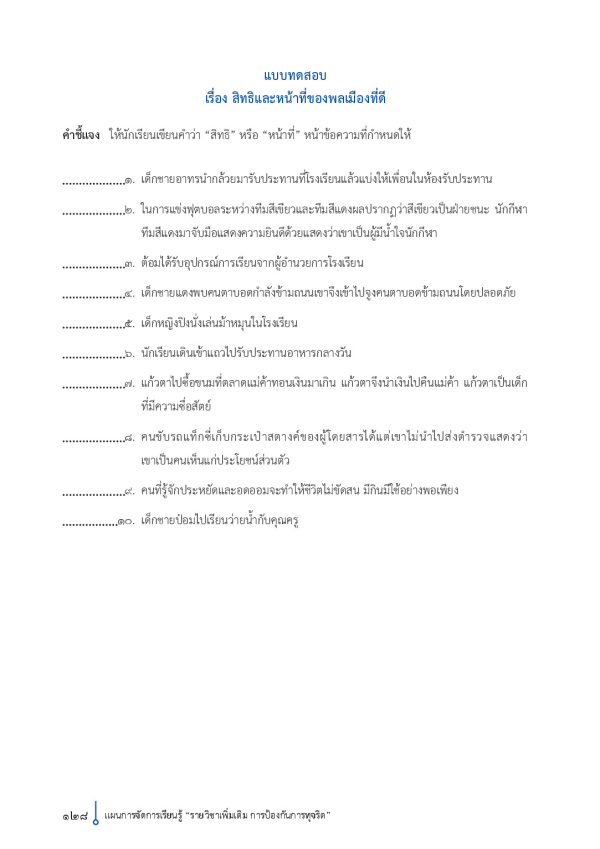 แบบทดสอบ
เรื่อง สิทธิและหน้าที่ของพลเมืองที่ดี
คำชี้แจง ให้นักเรียนเขียนคำว่า “สิทธิ” หรือ “หน้าที่” หน้าข้อความที่กำหนดให้
...................๑. เด็กชายอาทรนำกล้วยมารับประทานที่โรงเรียนแล้วแบ่งให้เพื่อนในห้องรับประทาน
...................๒. ในการแข่งฟุตบอลระหว่างทีมสีเขียวและทีมสีแดงผลปรากฏว่าสีเขียวเป็นฝ่ายชนะ นักกีฬา
ทีมสีแดงมาจับมือแสดงความยินดีด้วยแสดงว่าเขาเป็นผู้มีน้ำใจนักกีฬา
...................๓. ต้อมได้รับอุปกรณ์การเรียนจากผู้อำนวยการโรงเรียน
...................๔. เด็กชายแดงพบคนตาบอดกำลังข้ามถนนเขาจึงเข้าไปจูงคนตาบอดข้ามถนนโดยปลอดภัย
...................๕. เด็กหญิงปิงนั่งเล่นม้าหมุนในโรงเรียน
...................๖. นักเรียนเดินเข้าแถวไปรับประทานอาหารกลางวัน
...................๗. แก้วตาไปซื้อขนมที่ตลาดแม่ค้าทอนเงินมาเกิน แก้วตาจึงนำเงินไปคืนแม่ค้า แก้วตาเป็นเด็ก
ที่มีความซื่อสัตย์
...................๘. คนขับรถแท็กซี่เก็บกระเป๋าสตางค์ของผู้โดยสารได้แต่เขาไม่นำไปส่งตำรวจแสดงว่า
เขาเป็นคนเห็นแก่ประโยชน์ส่วนตัว
...................๙. คนที่รู้จักประหยัดและอดออมจะทำให้ชีวิตไม่ขัดสน มีกินมีใช้อย่างพอเพียง
.................๑๐. เด็กชายป้อมไปเรียนว่ายน้ำกับคุณครู
๑๒๘ แผนการจัดการเรียนรู้ “รายวิชาเพิ่มเติม การป้องกันการทุจริต”